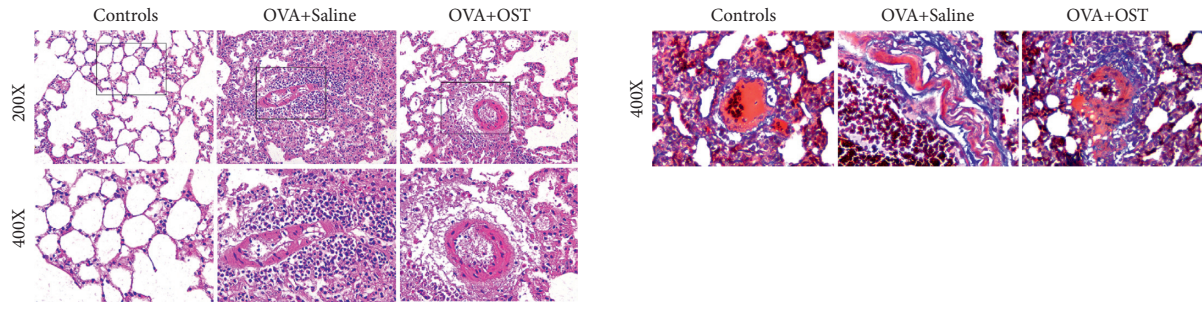 Controls OVA+Saline OVA+OST
200X
400X
Controls OVA+Saline OVA+OST
400X